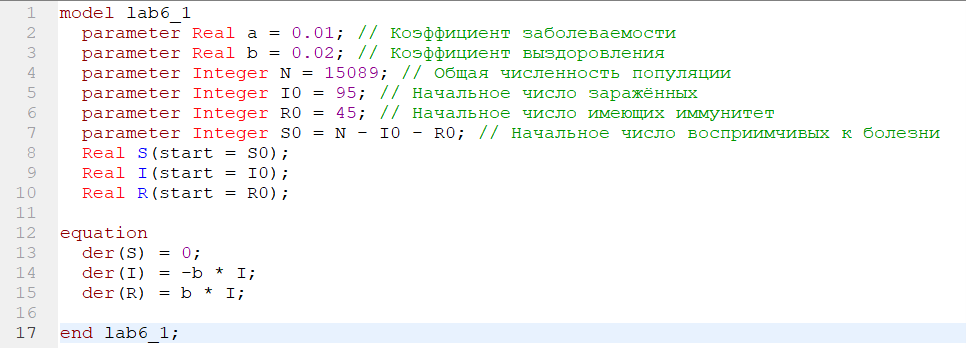 1 model lab6_1
2 parameter Real a = 0.01; // Коэффициент заболеваемости
3 parameter Real b = 0.02; // Коэффициент выздоровления
4 parameter Integer N = 15089; // Общая численность популяции
5 parameter Integer I0 = 95; // Начальное число заражённых
6 parameter Integer R0 = 45; // Начальное число имеющих иммунитет
7 parameter Integer S0 = N - I0 - R0; // Начальное число восприимчивых к болезни
8 Real S(start = S0);
9 Real I(start = I0);
10 Real R(start = R0);
11
12 equation
13 der(S) = 0;
14 der(I) = -b * I;
15 der(R) = b * I;
16
17 end lab6_1;